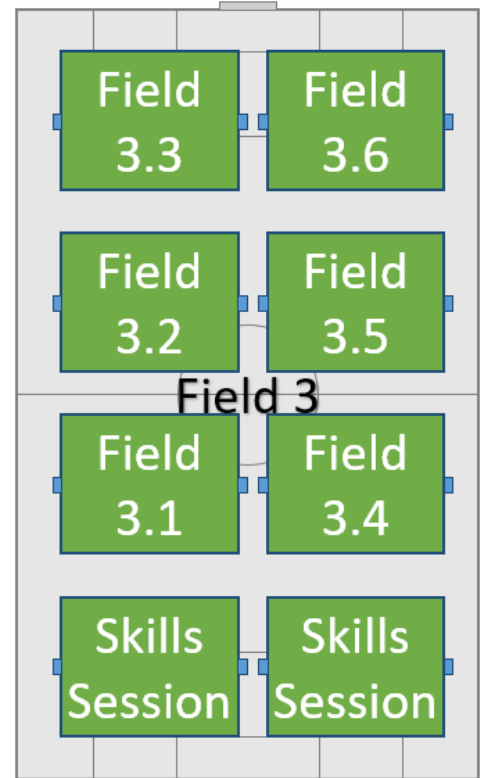 Field
3.3
Field
3.6
Field
3.2
Field
3.5
Field 3
Field
3.1
Field
3.4
Skills
Session
Skills
Session